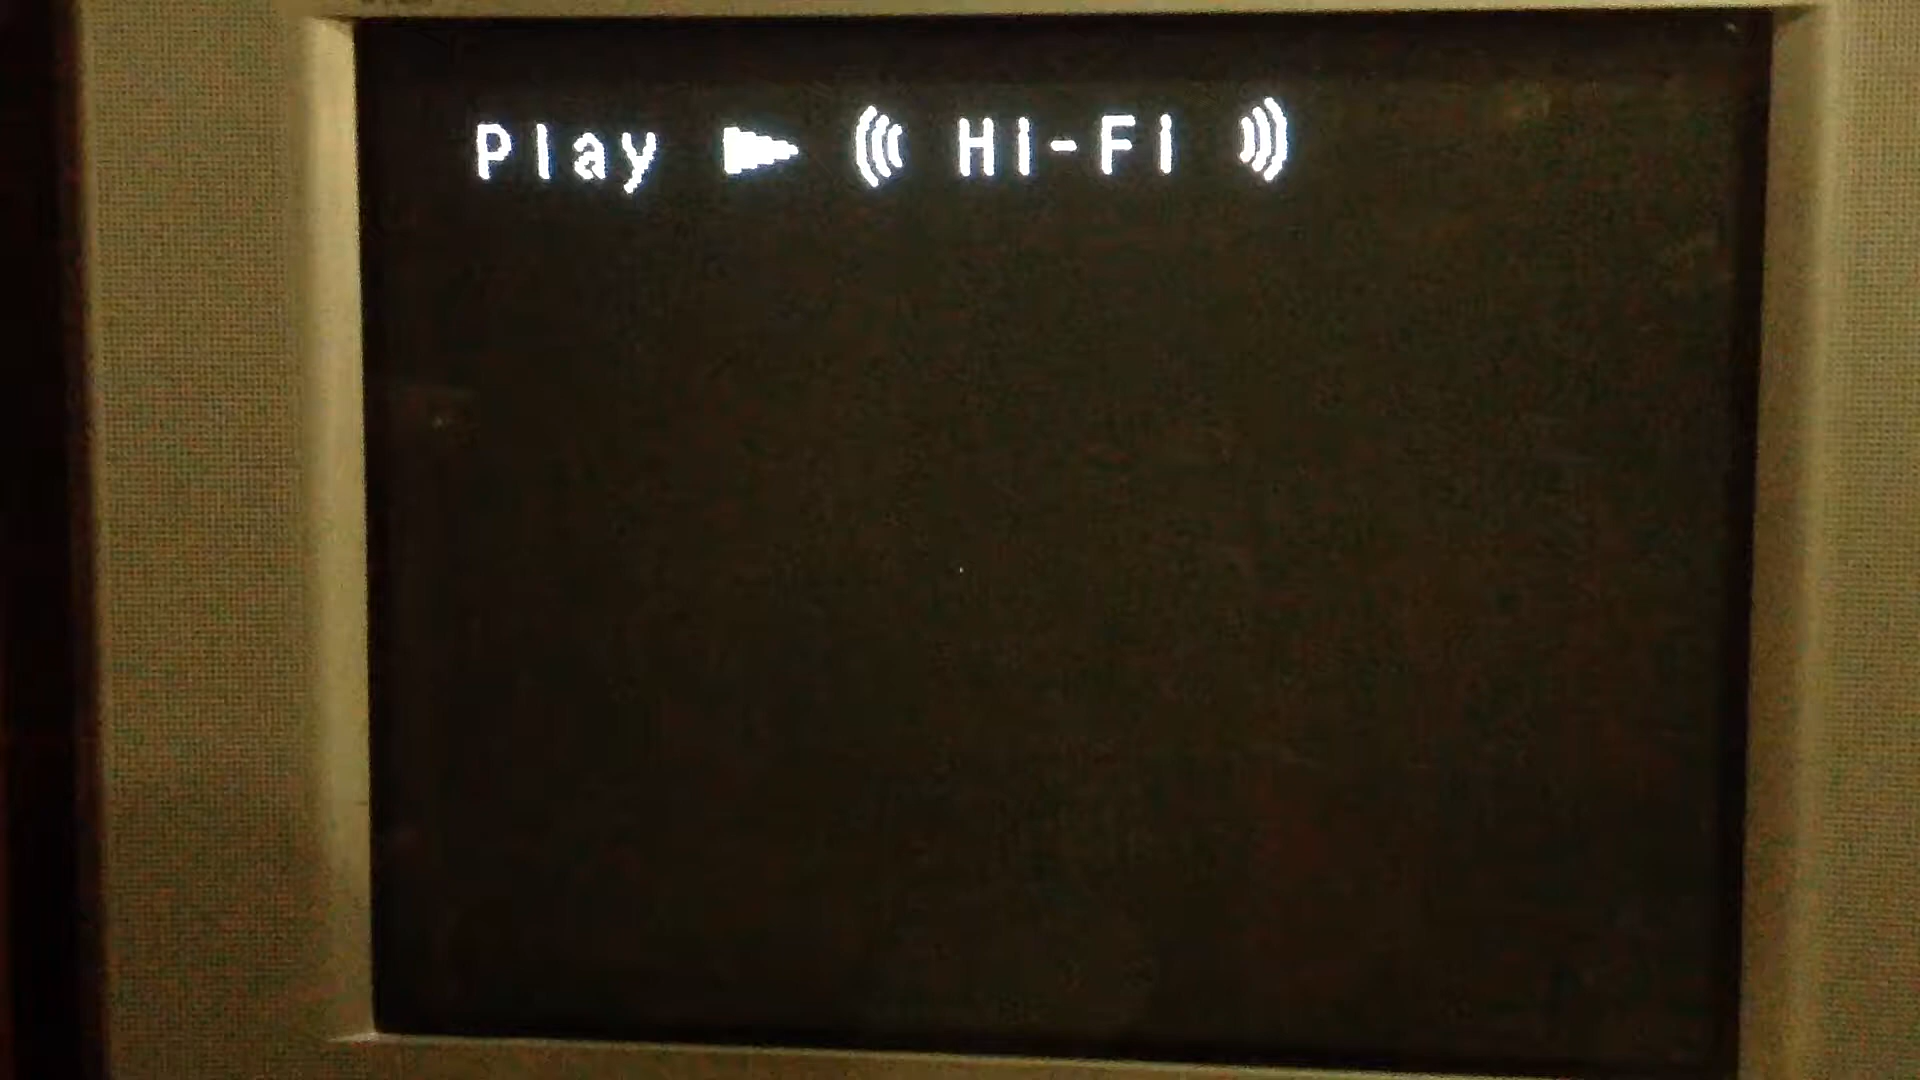 Play ► ((( Hi-Fi )))